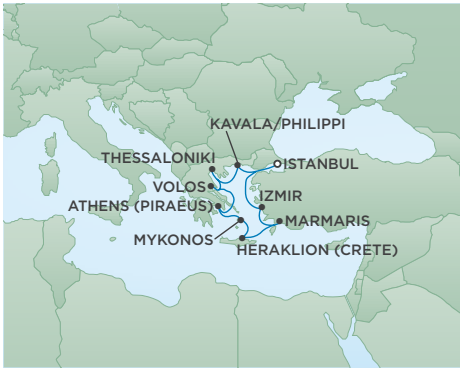 KAVALA/PHILIPPI
THESSALONIKI
ISTANBUL
VOLOS
IZMIR
ATHENS (PIRAEUS)
MARMARIS
MYKONOS
HERAKLION (CRETE)